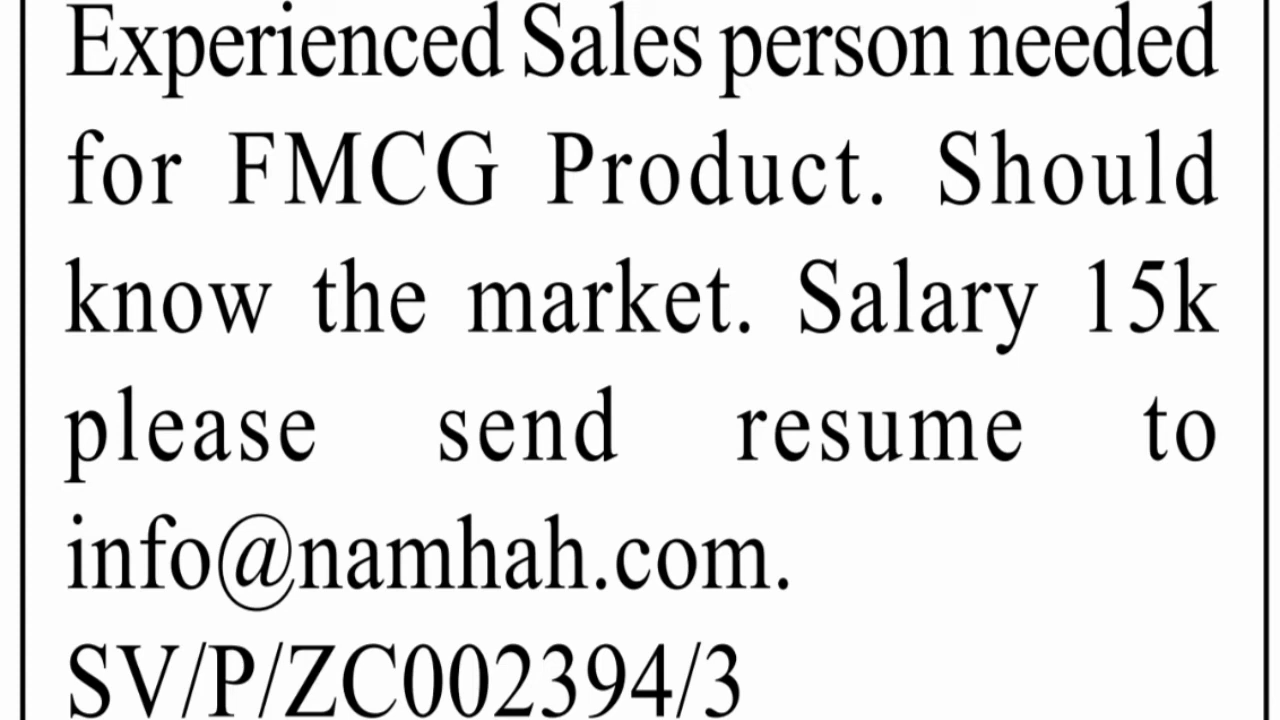 Experienced Sales person needed
for FMCG Product. Should
know the market. Salary 15k
please send resume to
info@namhah.com.
SV/P/ZC002394/3